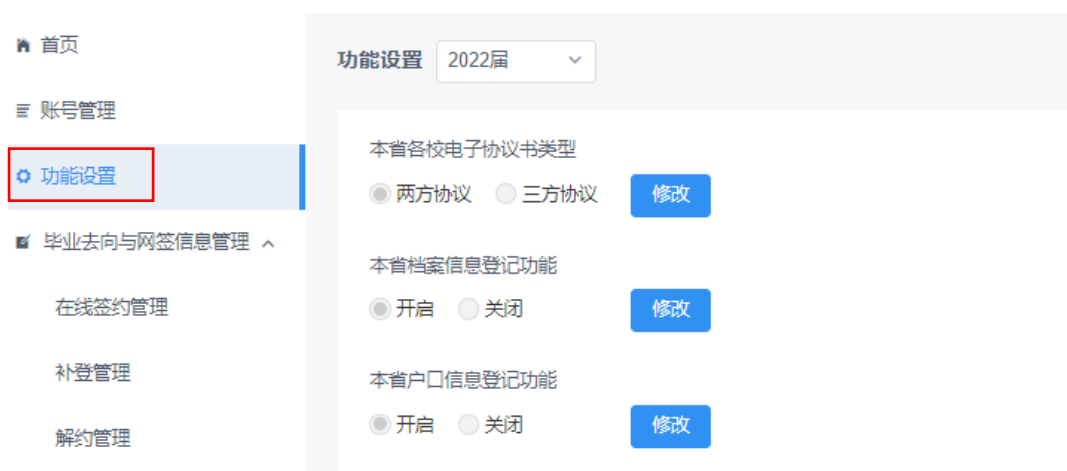 首页
账号管理
功能设置
毕业去向与网签信息管理
在线签约管理
补登管理
解约管理
功能设置 2022届
本省各校电子协议书类型
两方协议 三方协议 修改
本省档案信息登记功能
开启 关闭 修改
本省户口信息登记功能
开启 关闭 修改